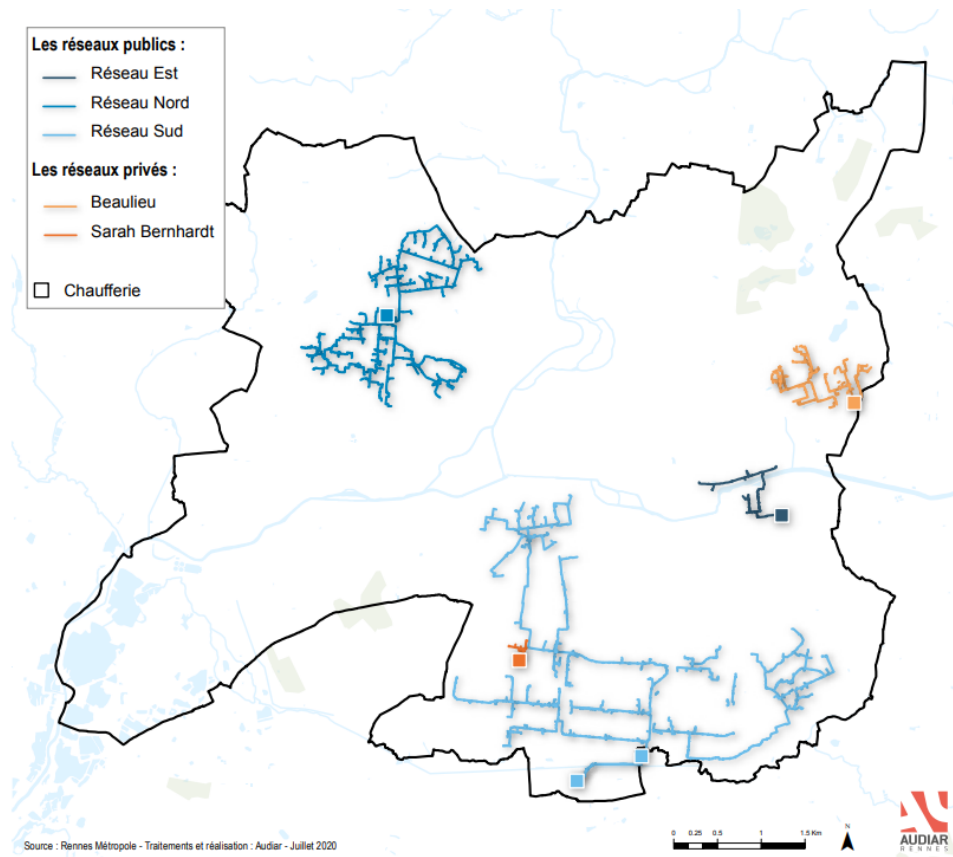 Les réseaux publics :
Réseau Est
Réseau Nord
Réseau Sud
Les réseaux privés :
Beaulieu
Sarah Bernhardt
Chaufferie
Source : Rennes Métropole - Traitements et réalisation : Audiar - Juillet 2020
0 0.25 0.5 1 1.5 Km
N
AUDIAR
RENNES